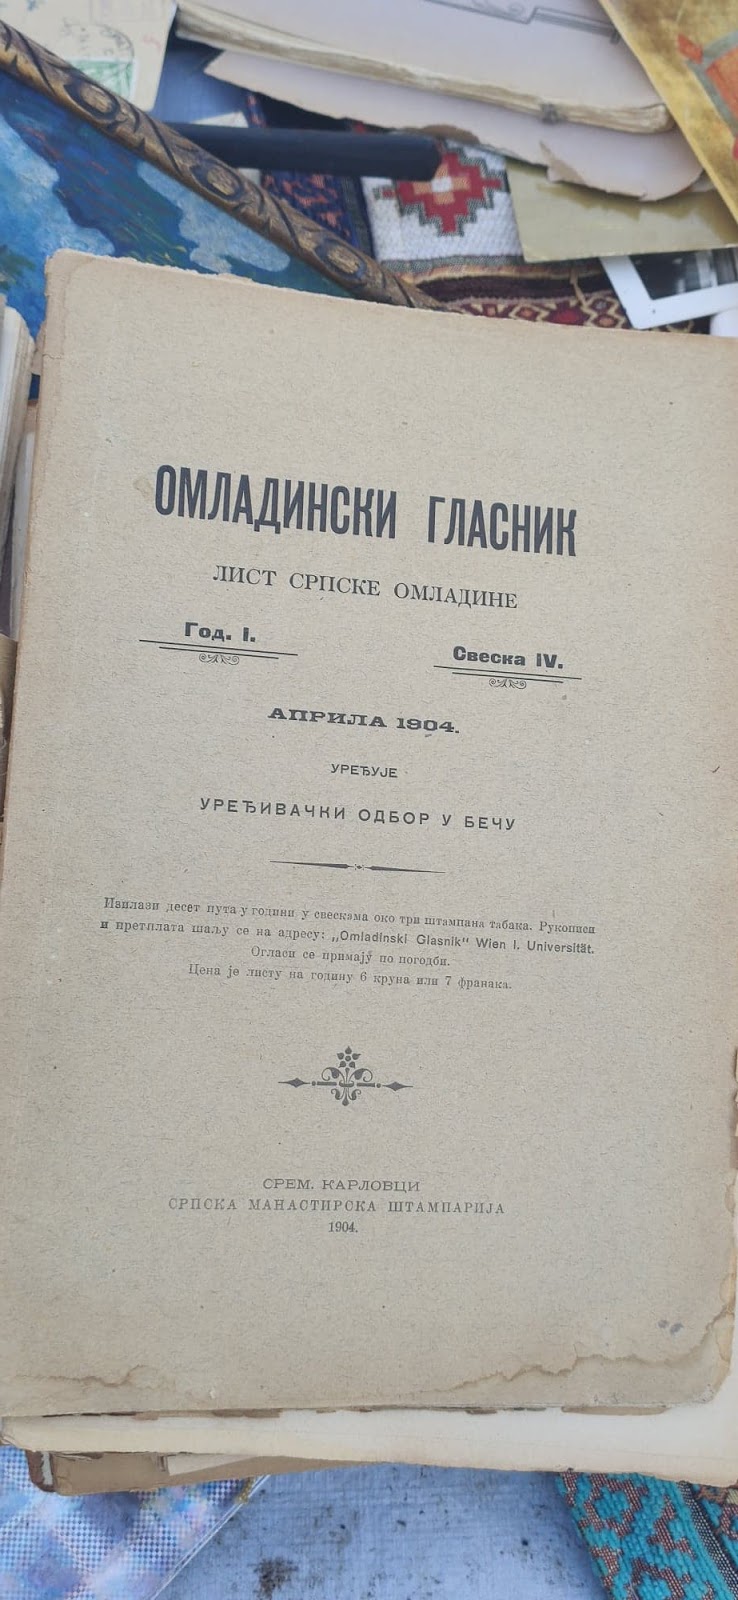 ОМЛАДИНСКИ ГЛАСНИК
ЛИСТ СРПСКЕ ОМЛАДИНЕ
Год. I.
Свеска IV.
АПРИЛА 1904.
УРЕЂУЈЕ
УРЕЂИВАЧКИ ОДБОР У БЕЧУ
Излази десет пута у години у свескама око три штампана табака. Рукописи
и претплата шаљу се на адресу: „Omladinski Glasnik“ Wien I. Universität.
Огласи се примају по погодби.
Цена је листу на годину 6 круна или 7 франака.
СРЕМ. КАРЛОВЦИ
СРПСКА МАНАСТИРСКА ШТАМПАРИЈА
1904.